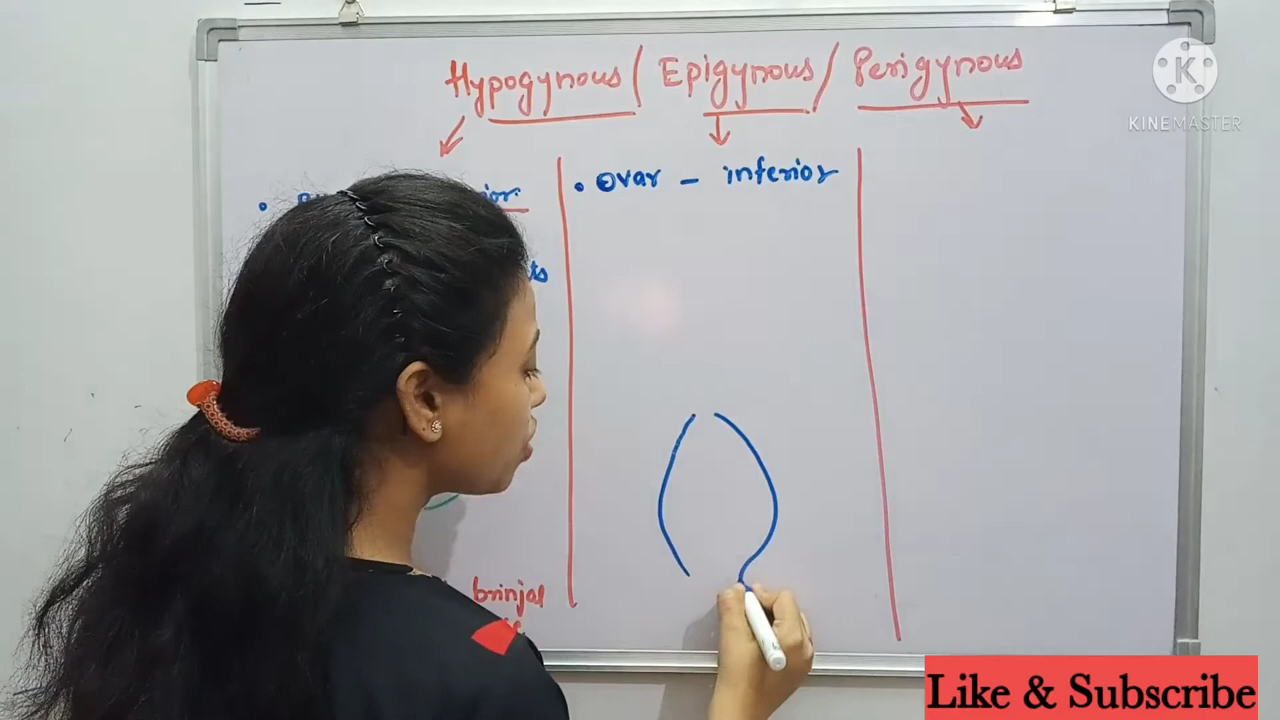 Hypogynous / Epigynous / Perigynous
KINEMASTER
• Ovar - inferior
brinjal
Like & Subscribe